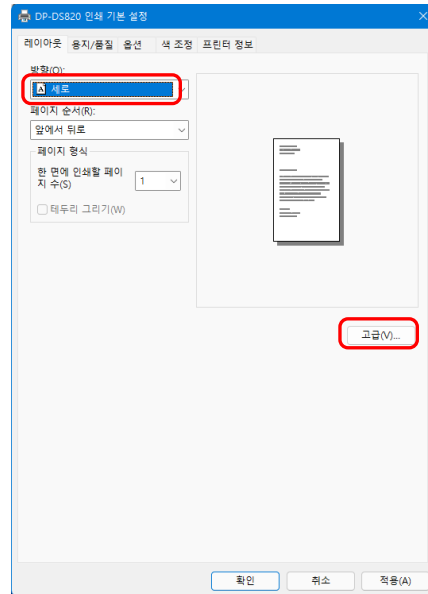 DP-DS820 인쇄 기본 설정
레이아웃 용지/품질 옵션 색 조정 프린터 정보
방향(O):
세로
페이지 순서(R):
앞에서 뒤로
페이지 형식
한 면에 인쇄할 페이
지 수(S)
1
테두리 그리기(W)
고급(V)...
확인 취소 적용(A)